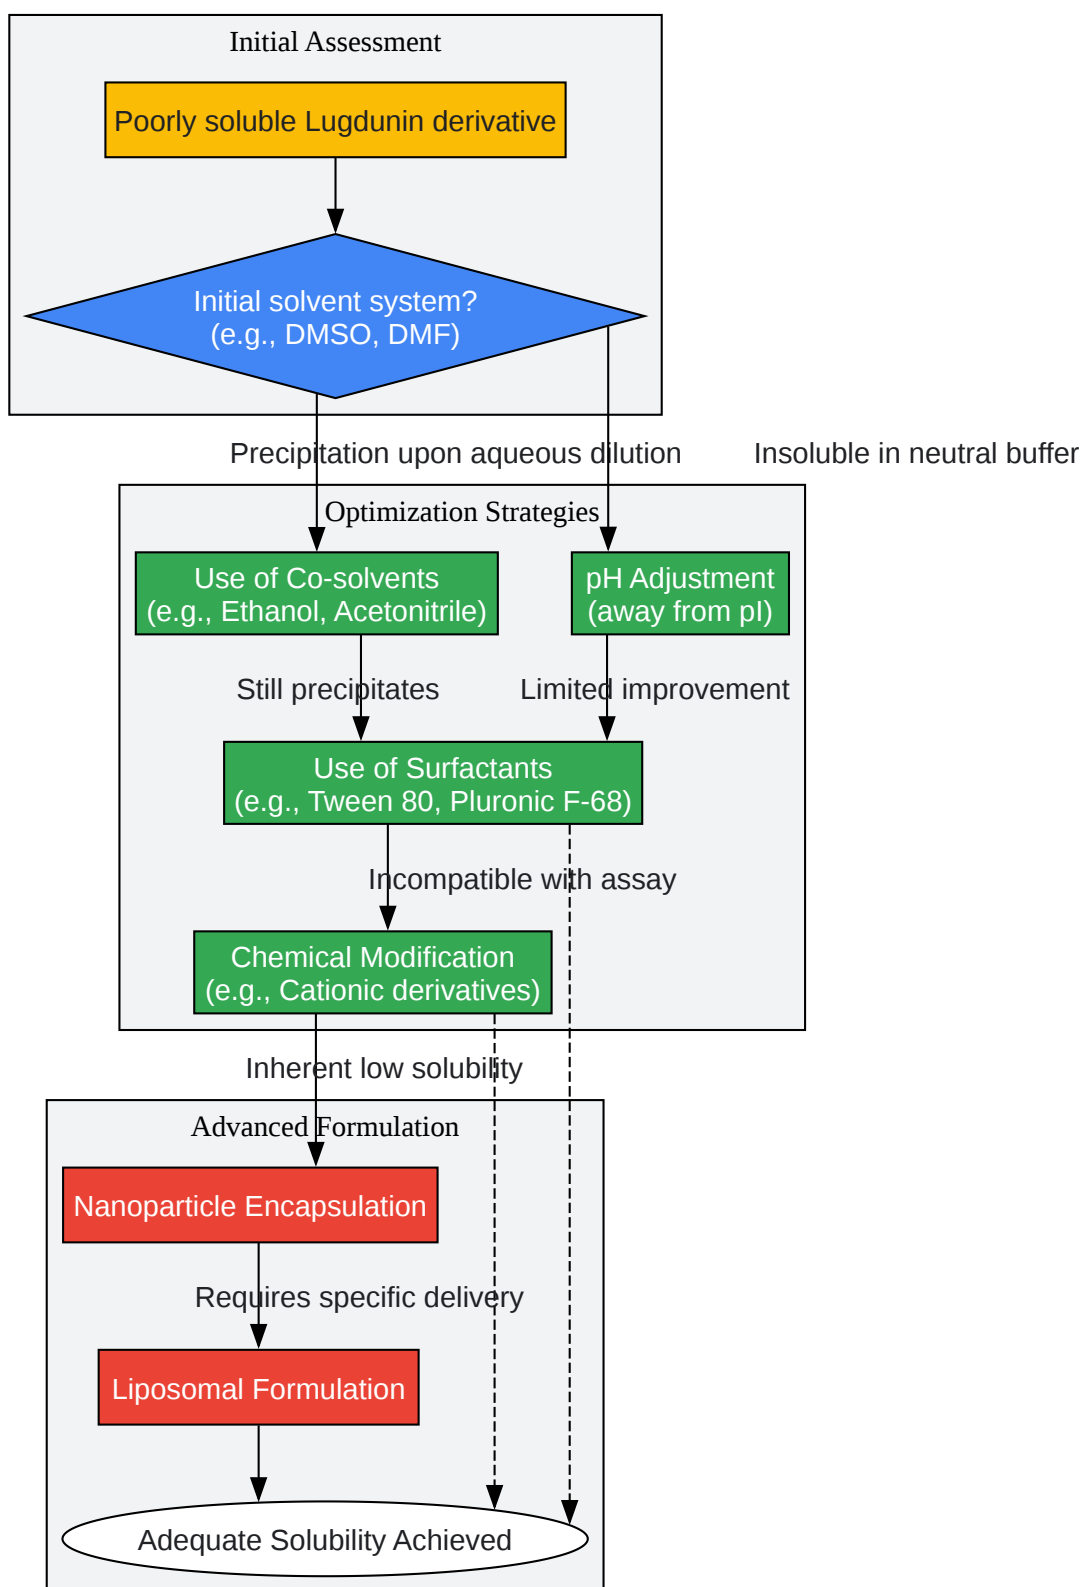 Initial Assessment
Poorly soluble Lugdunin derivative
Initial solvent system?
(e.g., DMSO, DMF)
Precipitation upon aqueous dilution
Insoluble in neutral buffer
Optimization Strategies
Use of Co-solvents
(e.g., Ethanol, Acetonitrile)
pH Adjustment
(away from pI)
Still precipitates
Limited improvement
Use of Surfactants
(e.g., Tween 80, Pluronic F-68)
Incompatible with assay
Chemical Modification
(e.g., Cationic derivatives)
Inherent low solubility
Advanced Formulation
Nanoparticle Encapsulation
Requires specific delivery
Liposomal Formulation
Adequate Solubility Achieved